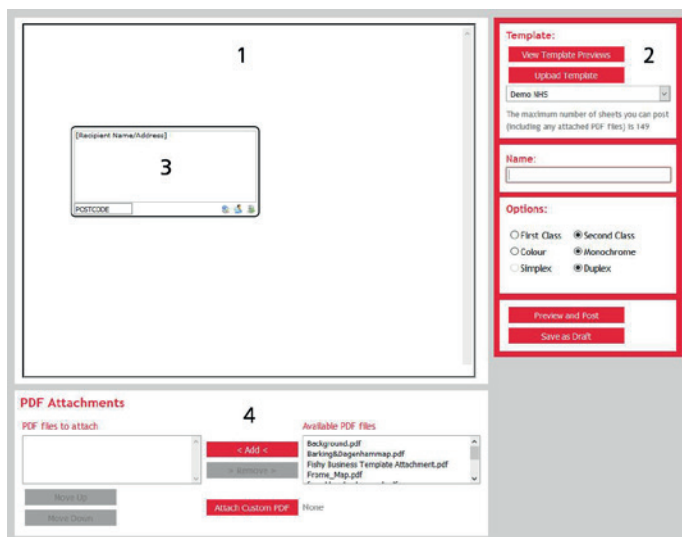 1
[Recipient Name/Address]
3
POSTCODE
Template:
View Template Previews
2
Upload Template
Demo NHS
The maximum number of sheets you can post
(including any attached PDF files) is 149
Name:
Options:
First Class Second Class
Colour Monochrome
Simplex Duplex
Preview and Post
Save as Draft
PDF Attachments
4
PDF files to attach
Available PDF files
< Add <
> Remove >
Background.pdf
Barking&Dagenhammap.pdf
Fishy Business Template Attachment.pdf
Frame_Map.pdf
Move Up
Move Down
Attach Custom PDF
None